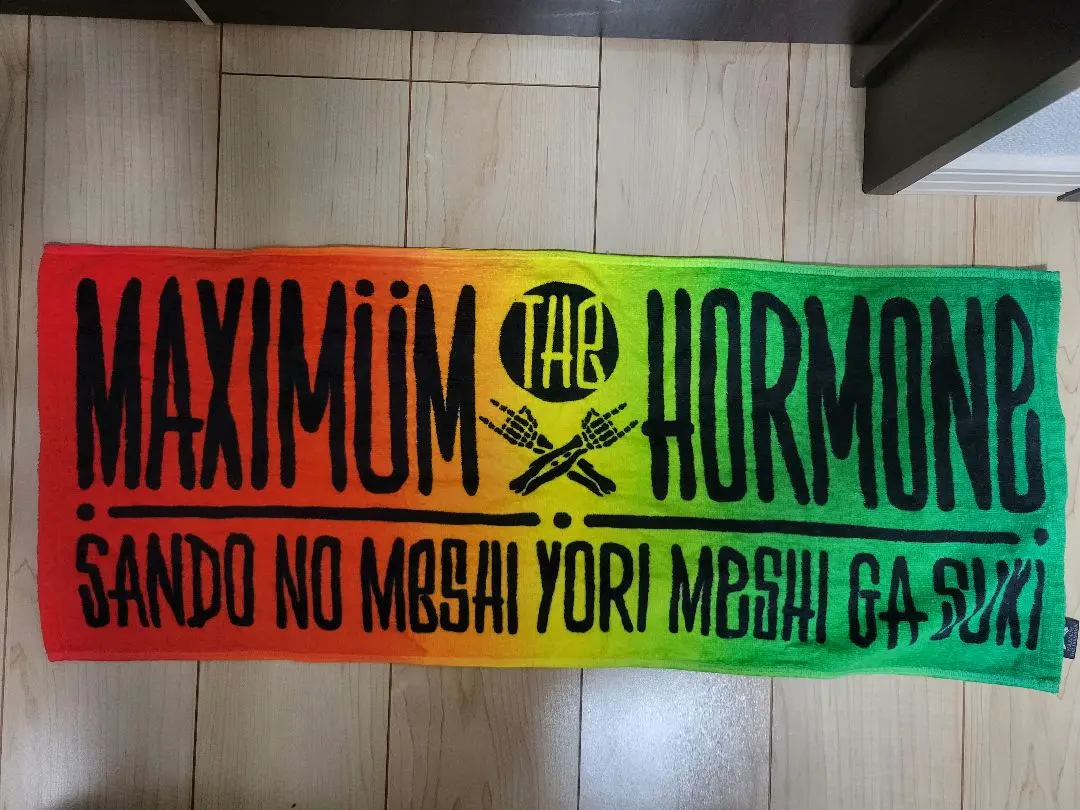 MAXIMÜM THE HORMONE
SANDO NO MESHI YORI MESHI GA SUKI